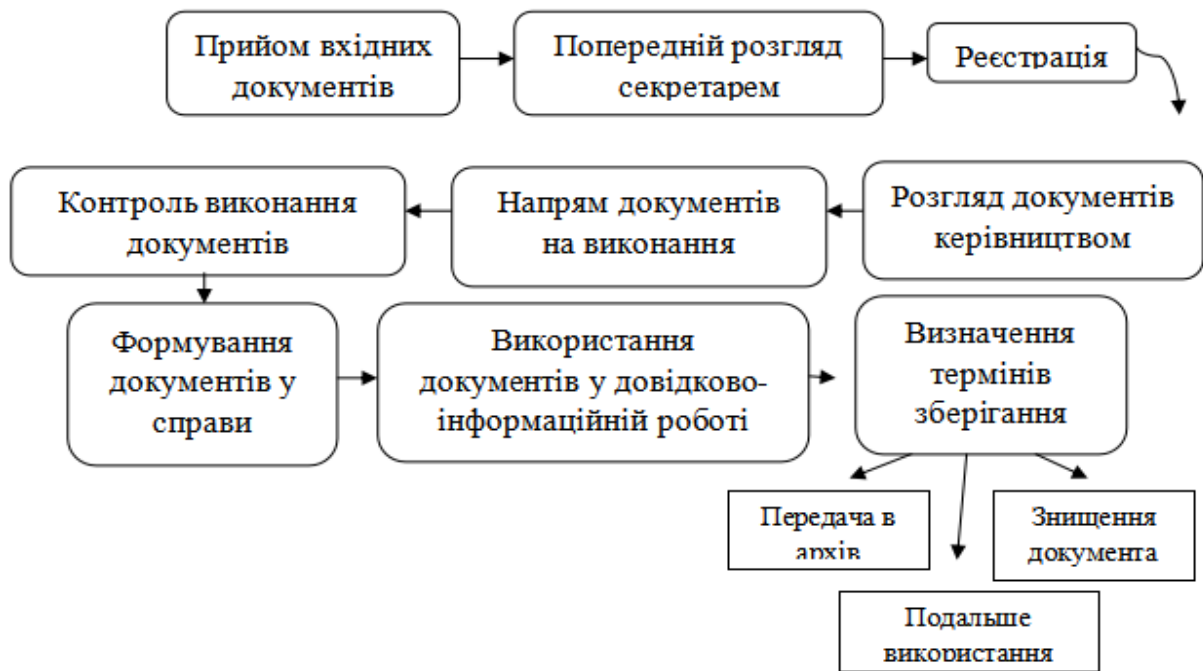 Прийом вхідних
документів
Попередній розгляд
секретарем
Реєстрація
Розгляд документів
керівництвом
Напрям документів
на виконання
Контроль виконання
документів
Формування
документів у
справи
Використання
документів у довідково-
інформаційній роботі
Визначення
термінів
зберігання
Передача в
архів
Подальше
використання
Знищення
документа